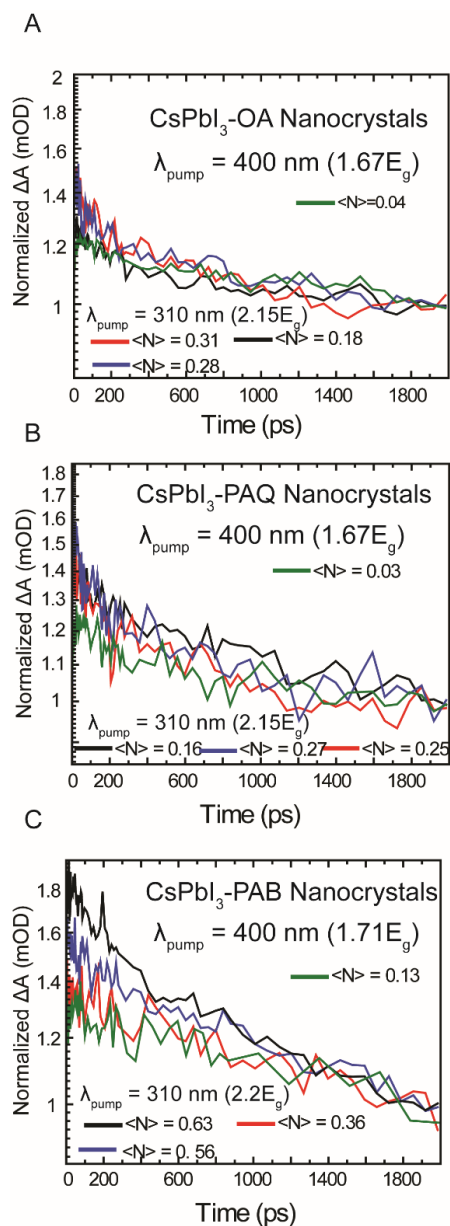 A
CsPbI₃-OA Nanocrystals
λpump = 400 nm (1.67Eg)
<N>=0.04
λpump = 310 nm (2.15Eg)
<N> = 0.31 <N> = 0.18
<N> = 0.28
Normalized ΔA (mOD)
2
1.4
1.2
1
0 200 600 1000 1400 1800
Time (ps)
B
CsPbI₃-PAQ Nanocrystals
λpump = 400 nm (1.67Eg)
<N> = 0.03
λpump = 310 nm (2.15Eg)
<N> = 0.16 <N> = 0.27 <N> = 0.25
Normalized ΔA (mOD)
1.8
1.7
1.6
1.5
1.4
1.3
1.2
1.1
1
0 200 600 1000 1400 1800
Time (ps)
C
CsPbI₃-PAB Nanocrystals
λpump = 400 nm (1.71Eg)
<N> = 0.13
λpump = 310 nm (2.2Eg)
<N> = 0.63 <N> = 0.36
<N> = 0. 56
Normalized ΔA (mOD)
1.8
1.6
1.4
1.2
1
0 200 600 1000 1400 1800
Time (ps)